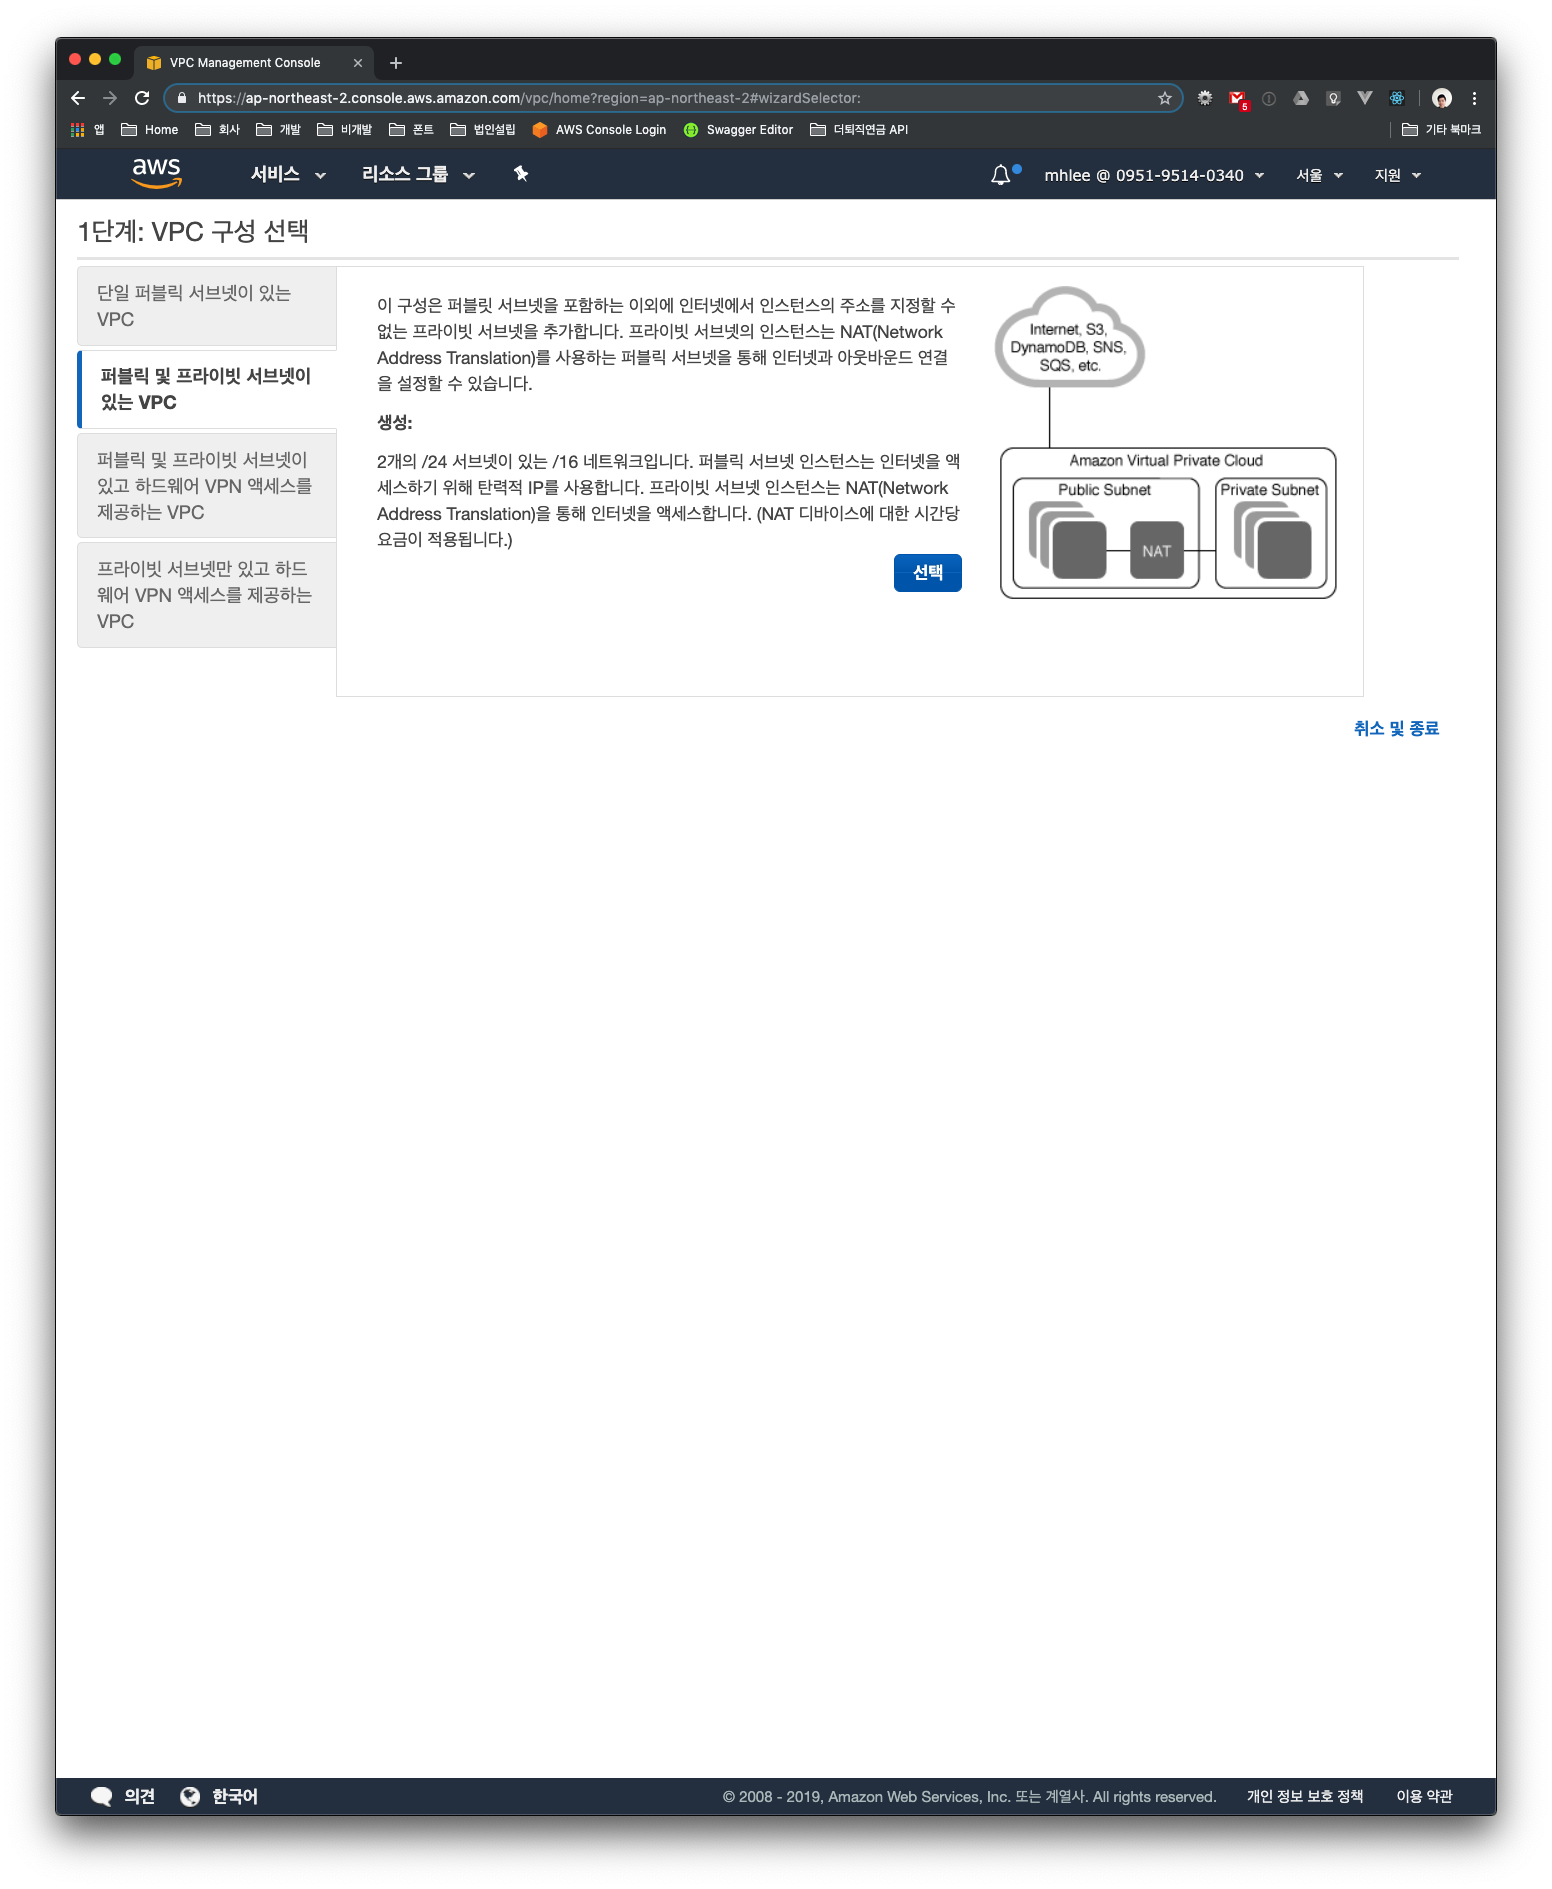 VPC Management Console
https://ap-northeast-2.console.aws.amazon.com/vpc/home?region=ap-northeast-2#wizardSelector:
5
앱 Home 회사 개발 비개발 폰트 법인설립 AWS Console Login Swagger Editor 더퇴직연금 API 기타 북마크
aws 서비스 리소스 그룹 mhlee @ 0951-9514-0340 서울 지원
1단계: VPC 구성 선택
단일 퍼블릭 서브넷이 있는
VPC
퍼블릭 및 프라이빗 서브넷이
있는 VPC
퍼블릭 및 프라이빗 서브넷이
있고 하드웨어 VPN 액세스를
제공하는 VPC
프라이빗 서브넷만 있고 하드
웨어 VPN 액세스를 제공하는
VPC
이 구성은 퍼블릿 서브넷을 포함하는 이외에 인터넷에서 인스턴스의 주소를 지정할 수
없는 프라이빗 서브넷을 추가합니다. 프라이빗 서브넷의 인스턴스는 NAT(Network
Address Translation)를 사용하는 퍼블릭 서브넷을 통해 인터넷과 아웃바운드 연결
을 설정할 수 있습니다.
생성:
2개의 /24 서브넷이 있는 /16 네트워크입니다. 퍼블릭 서브넷 인스턴스는 인터넷을 액
세스하기 위해 탄력적 IP를 사용합니다. 프라이빗 서브넷 인스턴스는 NAT(Network
Address Translation)을 통해 인터넷을 액세스합니다. (NAT 디바이스에 대한 시간당
요금이 적용됩니다.)
선택
Internet, S3,
DynamoDB, SNS,
SQS, etc.
Amazon Virtual Private Cloud
Public Subnet Private Subnet
NAT
취소 및 종료
의견 한국어 © 2008 - 2019, Amazon Web Services, Inc. 또는 계열사. All rights reserved. 개인 정보 보호 정책 이용 약관